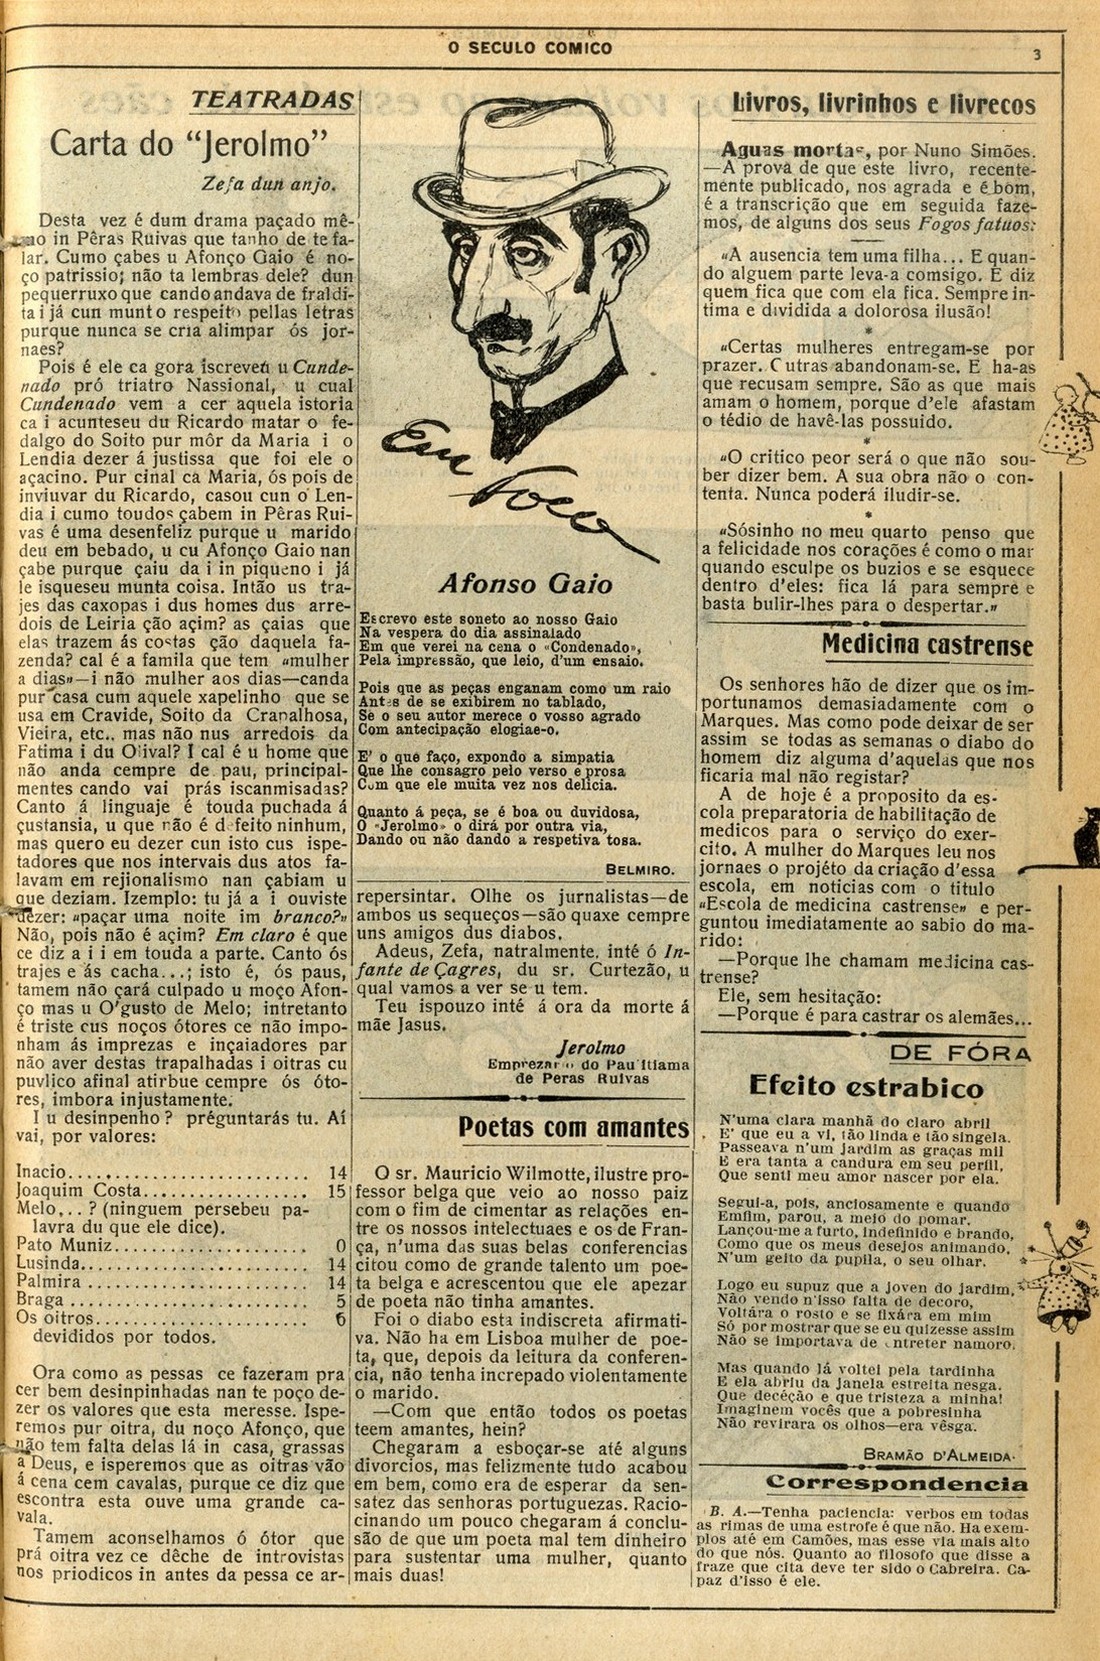 O SECULO COMICO
3
TEATRADAS
Carta do “Jerolmo”
Zefa dun anjo.
Desta vez é dum drama paçado mê-
mo in Pêras Ruivas que tanho de te fa-
lar. Cumo çabes u Afonço Gaio é no-
ço patrissio; não ta lembras dele? dun
pequerruxo que cando andava de fraldi-
ta i já cun munto respeito pellas letras
purque nunca se cria alimpar ós jor-
naes?
Pois é ele ca gora iscreveu u Cunde-
nado pró triatro Nassional, u cual
Cundenado vem a cer aquela istoria
ca i acunteseu du Ricardo matar o fe-
dalgo do Soito pur môr da Maria i o
Lendia dezer á justissa que foi ele o
açacino. Pur cinal ca Maria, ós pois de
inviuvar du Ricardo, casou cun o Len-
dia i cumo toudos çabem in Pêras Rui-
vas é uma desenfeliz purque u marido
deu em bebado, u cu Afonço Gaio nan
çabe purque çaiu da i in piqueno i já
le isqueseu munta coisa. Intão us tra-
jes das caxopas i dus homes dus arre-
dois de Leiria ção açim? as çaias que
elas trazem ás costas ção daquela fa-
zenda? cal é a famila que tem «mulher
a dias»—i não mulher aos dias—canda
pur casa cum aquele xapelinho que se
usa em Cravide, Soito da Crapalhosa,
Vieira, etc., mas não nus arredois da
Fatima i du Olival? I cal é u home que
não anda cempre de pau, principal-
mentes cando vai prás iscanmisadas?
Canto á linguaje é touda puchada á
çustansia, u que não é defeito ninhum,
mas quero eu dezer cun isto cus ispe-
tadores que nos intervais dus atos fa-
lavam em rejionalismo nan çabiam u
que deziam. Izemplo: tu já a i ouviste
dezer: «paçar uma noite im branco?»
Não, pois não é açim? Em claro é que
ce diz a i i em touda a parte. Canto ós
trajes e ás cacha...; isto é, ós paus,
tamem não çará culpado u moço Afon-
ço mas u O'gusto de Melo; intretanto
é triste cus noços ótores ce não impo-
nham ás imprezas e inçaiadores par
não aver destas trapalhadas i oitras cu
puvlico afinal atirbue cempre ós óto-
res, imbora injustamente.
I u desinpenho? préguntarás tu. Aí
vai, por valores:
Inacio.......................... 14
Joaquim Costa................. 15
Melo... ? (ninguem persebeu pa-
lavra du que ele dice).
Pato Muniz.................... 0
Lusinda........................ 14
Palmira ....................... 14
Braga ......................... 5
Os oitros...................... 6
devididos por todos.
Ora como as pessas ce fazeram pra
cer bem desinpinhadas nan te poço de-
zer os valores que esta meresse. Ispe-
remos pur oitra, du noço Afonço, que
não tem falta delas lá in casa, grassas
a Deus, e isperemos que as oitras vão
á cena cem cavalas, purque ce diz que
escontra esta ouve uma grande ca-
vala.
Tamem aconselhamos ó ótor que
prá oitra vez ce dêche de introvistas
nos priodicos in antes da pessa ce ar-
Afonso Gaio
Escrevo este soneto ao nosso Gaio
Na vespera do dia assinalado
Em que verei na cena o «Condenado»,
Pela impressão, que leio, d'um ensaio.
Pois que as peças enganam como um raio
Antes de se exibirem no tablado,
Se o seu autor merece o vosso agrado
Com antecipação elogiae-o.
E' o que faço, expondo a simpatia
Que lhe consagro pelo verso e prosa
Com que ele muita vez nos delicia.
Quanto á peça, se é boa ou duvidosa,
O «Jerolmo» o dirá por outra via,
Dando ou não dando a respetiva tosa.
BELMIRO.
repersintar. Olhe os jornalistas—de
ambos us sequeços—são quaxe cempre
uns amigos dus diabos.
Adeus, Zefa, natralmente, inté ó In-
fante de Çagres, du sr. Curtezão, u
qual vamos a ver se u tem.
Teu ispouzo inté á ora da morte á
mãe Jasus.
Jerolmo
Emprezario do Pau
de Peras Ruivas
Poetas com amantes
O sr. Mauricio Wilmotte, ilustre pro-
fessor belga que veio ao nosso paiz
com o fim de cimentar as relações en-
tre os nossos intelectuaes e os de Fran-
ça, n'uma das suas belas conferencias
citou como de grande talento um poe-
ta belga e acrescentou que ele apezar
de poeta não tinha amantes.
Foi o diabo esta indiscreta afirmati-
va. Não ha em Lisboa mulher de poe-
ta, que, depois da leitura da conferen-
cia, não tenha increpado violentamente
o marido.
—Com que então todos os poetas
teem amantes, hein?
Chegaram a esboçar-se até alguns
divorcios, mas felizmente tudo acabou
em bem, como era de esperar da sen-
satez das senhoras portuguezas. Racio-
cinando um pouco chegaram á conclu-
são de que um poeta mal tem dinheiro
para sustentar uma mulher, quanto
mais duas!
Livros, livrinhos e livrecos
Aguas mortas, por Nuno Simões.
—A prova de que este livro, recente-
mente publicado, nos agrada e é bom,
é a transcrição que em seguida faze-
mos, de alguns dos seus Fogos fatuos:
«A ausencia tem uma filha... E quan-
do alguem parte leva-a comsigo. E diz
quem fica que com ela fica. Sempre in-
tima e dividida a dolorosa ilusão!
*
«Certas mulheres entregam-se por
prazer. Outras abandonam-se. E ha-as
que recusam sempre. São as que mais
amam o homem, porque d'ele afastam
o tédio de havê-las possuido.
*
«O critico peor será o que não sou-
ber dizer bem. A sua obra não o con-
tenta. Nunca poderá iludir-se.
*
«Sósinho no meu quarto penso que
a felicidade nos corações é como o mar
quando esculpe os buzios e se esquece
dentro d'eles: fica lá para sempre e
basta bulir-lhes para o despertar.»
Medicina castrense
Os senhores hão de dizer que os im-
portunamos demasiadamente com o
Marques. Mas como pode deixar de ser
assim se todas as semanas o diabo do
homem diz alguma d'aquelas que nos
ficaria mal não registar?
A de hoje é a proposito da es-
cola preparatoria de habilitação de
medicos para o serviço do exer-
cito. A mulher do Marques leu nos
jornaes o projéto da criação d'essa
escola, em noticias com o titulo
«Escola de medicina castrense» e per-
guntou imediatamente ao sabio do ma-
rido:
—Porque lhe chamam medicina cas-
trense?
Ele, sem hesitação:
—Porque é para castrar os alemães...
DE FÓRA
Efeito estrabico
N'uma clara manhã do claro abril
E' que eu a vi, tão linda e tão singela.
Passeava n'um jardim as graças mil
E era tanta a candura em seu perfil,
Que senti meu amor nascer por ela.
Segui-a, pois, anciosamente e quando
Emfim, parou, a meio do pomar,
Lançou-me a furto, indefinido e brando,
Como que os meus desejos animando,
N'um geito da pupila, o seu olhar.
Logo eu supuz que a joven do jardim,
Não vendo n'isso falta de decoro,
Voltára o rosto e se fixára em mim
Só por mostrar que se eu quizesse assim
Não se importava de entreter namoro.
Mas quando lá voltei pela tardinha
E ela abriu da janela estreita nesga.
Que deceção e que tristeza a minha!
Imaginem vocês que a pobresinha
Não revirara os olhos—era vêsga.
BRAMÃO D'ALMEIDA.
Correspondencia
B. A.—Tenha paciencia: verbos em todas
as rimas de uma estrofe é que não. Ha exem-
plos até em Camões, mas esse via mais alto
do que nós. Quanto ao filosofo que disse a
fraze que cita deve ter sido o Cabreira. Ca-
paz d'isso é ele.